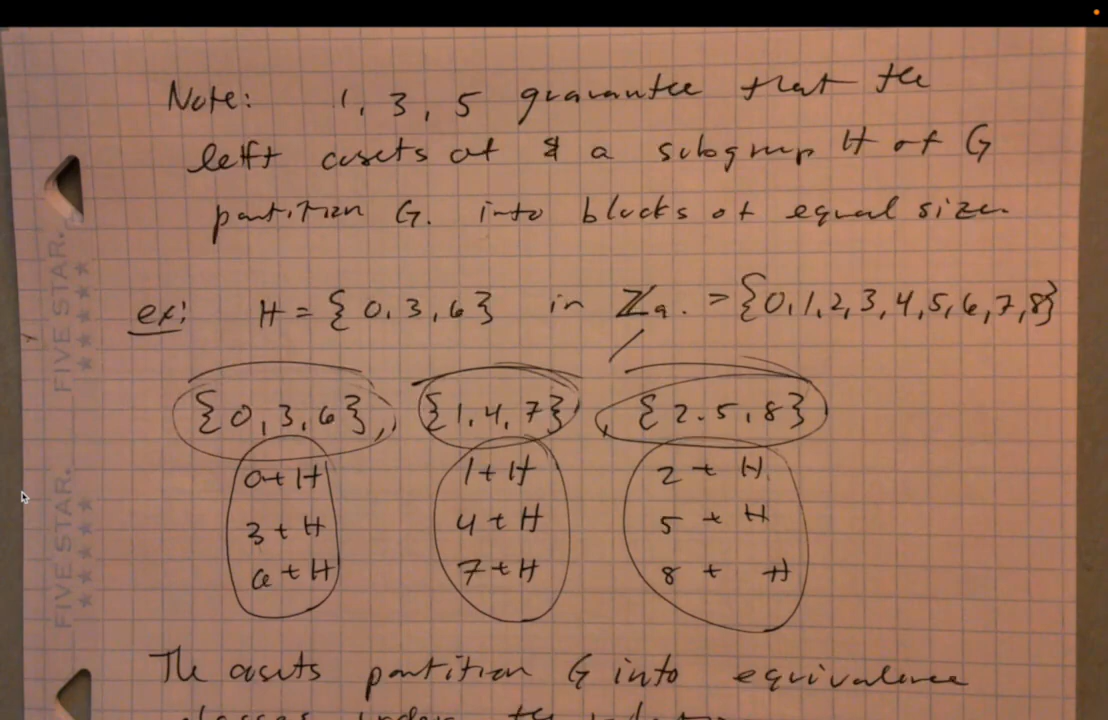 Note: 1, 3, 5 guarantee that the
left cosets of a subgroup H of G
partition G. into blocks of equal size.
ex: H = { 0, 3, 6 } in ℤ9. = {0,1,2,3,4,5,6,7,8}
{ 0, 3, 6 }, {1, 4, 7} , { 2.5, 8 }
0 + H 1 + H 2 + H
3 + H 4 + H 5 + H
6 + H 7 + H 8 + H
The cosets partition G into equivalence
classes under the
FIVE STAR.
FIVE STAR.